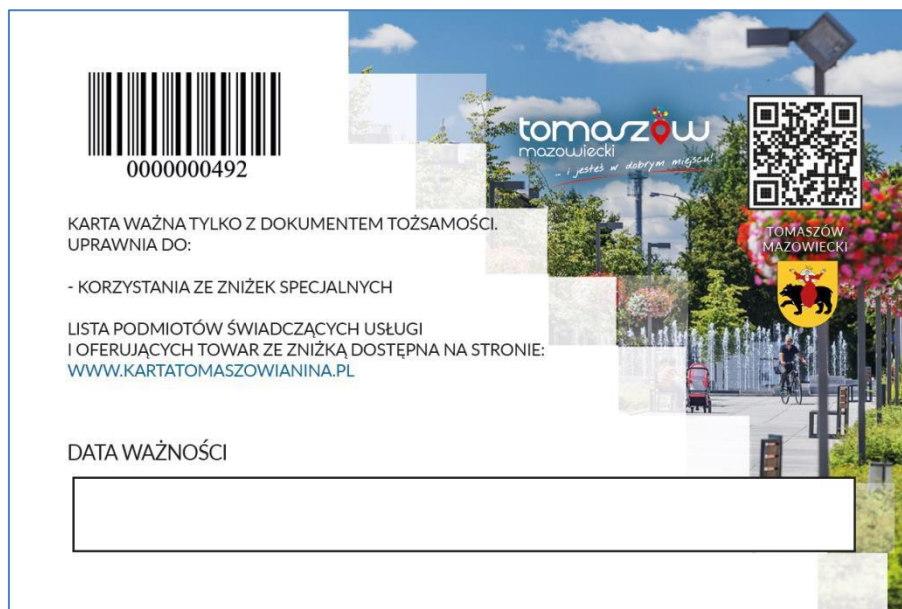 0000000492
tomaszów
mazowiecki
... i jesteś w dobrym miejscu!
TOMASZÓW
MAZOWIECKI
KARTA WAŻNA TYLKO Z DOKUMENTEM TOŻSAMOŚCI.
UPRAWNIA DO:
- KORZYSTANIA ZE ZNIŻEK SPECJALNYCH
LISTA PODMIOTÓW ŚWIADCZĄCYCH USŁUGI
I OFERUJĄCYCH TOWAR ZE ZNIŻKĄ DOSTĘPNA NA STRONIE:
WWW.KARTATOMASZOWIANINA.PL
DATA WAŻNOŚCI